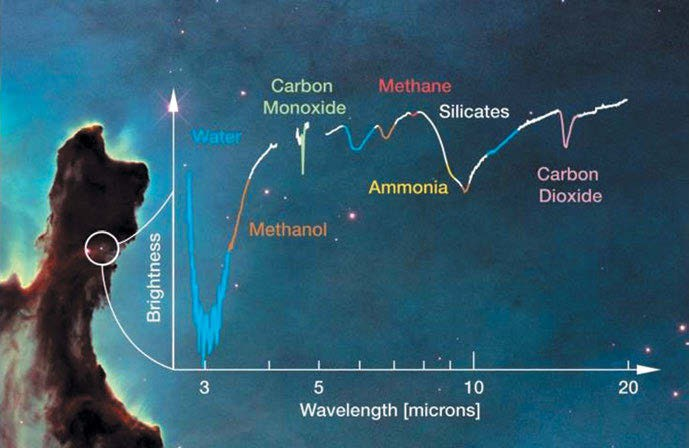 Carbon
Monoxide
Methane
Silicates
Water
Ammonia
Carbon
Dioxide
Methanol
Brightness
3
5
10
20
Wavelength [microns]